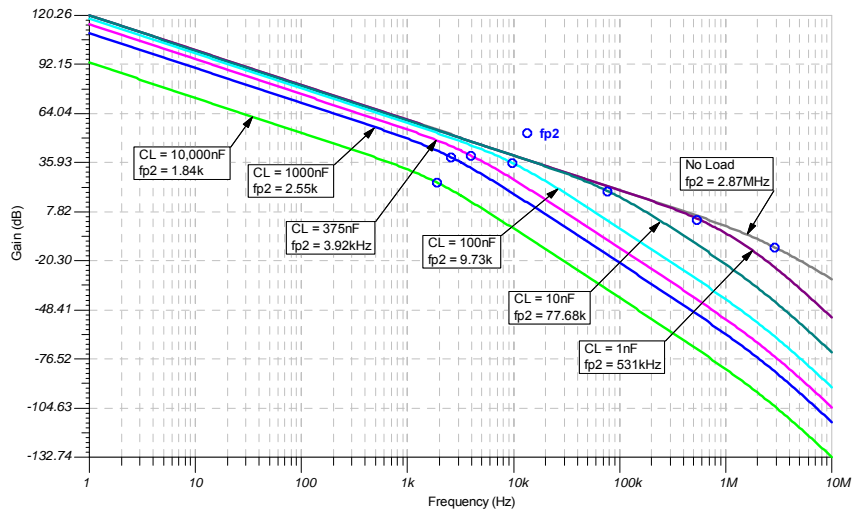 120.26
92.15
64.04
35.93
7.82
-20.30
-48.41
-76.52
-104.63
-132.74
Gain (dB)
fp2
CL = 10,000nF
fp2 = 1.84k
CL = 1000nF
fp2 = 2.55k
CL = 375nF
fp2 = 3.92kHz
CL = 100nF
fp2 = 9.73k
No Load
fp2 = 2.87MHz
CL = 10nF
fp2 = 77.68k
CL = 1nF
fp2 = 531kHz
1
10
100
1k
10k
100k
1M
10M
Frequency (Hz)